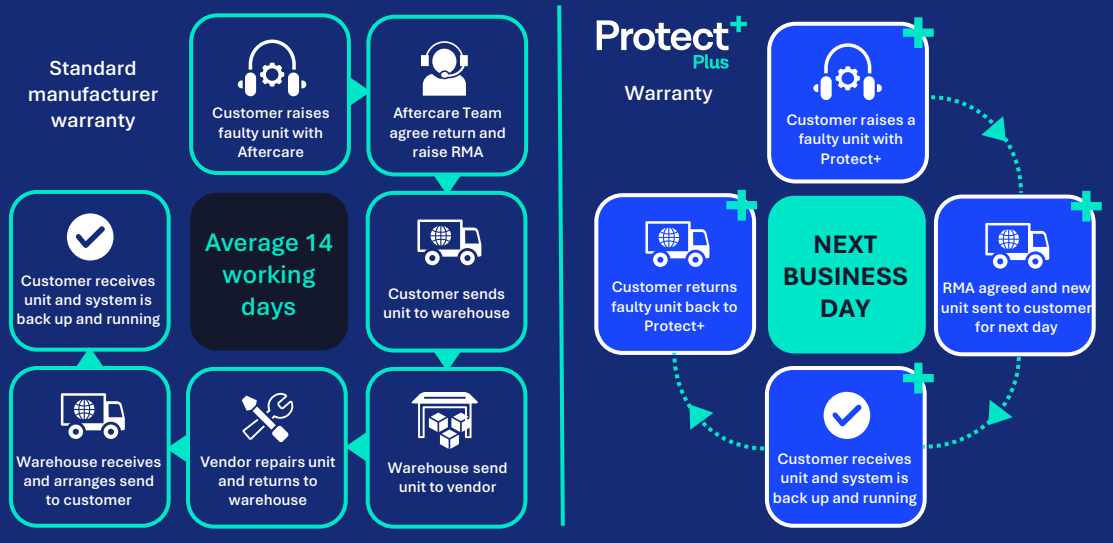 Standard
manufacturer
warranty
Customer raises
faulty unit with
Aftercare
Aftercare Team
agree return and
raise RMA
Customer sends
unit to warehouse
Warehouse send
unit to vendor
Vendor repairs unit
and returns to
warehouse
Warehouse receives
and arranges send
to customer
Customer receives
unit and system is
back up and running
Average 14
working
days
Protect+
Plus
Warranty
Customer raises a
faulty unit with
Protect+
RMA agreed and new
unit sent to customer
for next day
Customer receives
unit and system is
back up and running
Customer returns
faulty unit back to
Protect+
NEXT
BUSINESS
DAY